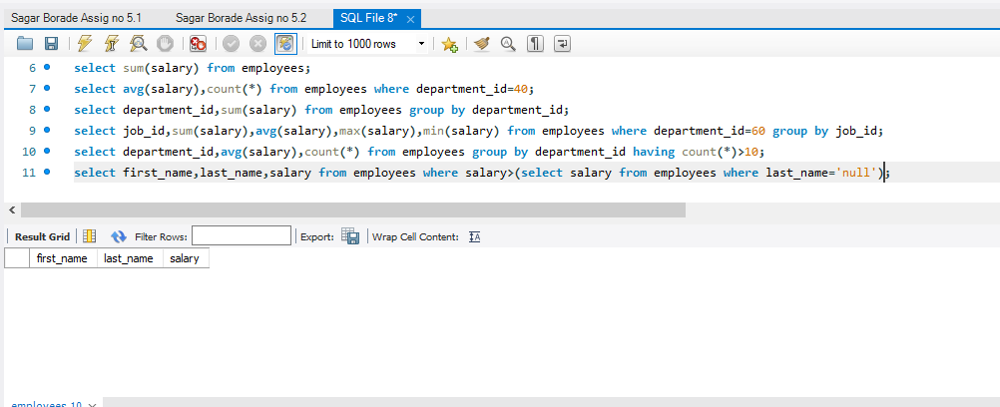 Sagar Borade Assig no 5.1 Sagar Borade Assig no 5.2 SQL File 8* ×
Limit to 1000 rows
6 select sum(salary) from employees;
7 select avg(salary),count(*) from employees where department_id=40;
8 select department_id,sum(salary) from employees group by department_id;
9 select job_id,sum(salary),avg(salary),max(salary),min(salary) from employees where department_id=60 group by job_id;
10 select department_id,avg(salary),count(*) from employees group by department_id having count(*)>10;
11 select first_name,last_name,salary from employees where salary>(select salary from employees where last_name='null');
Result Grid Filter Rows: Export: Wrap Cell Content: IA
first_name last_name salary
employees 10